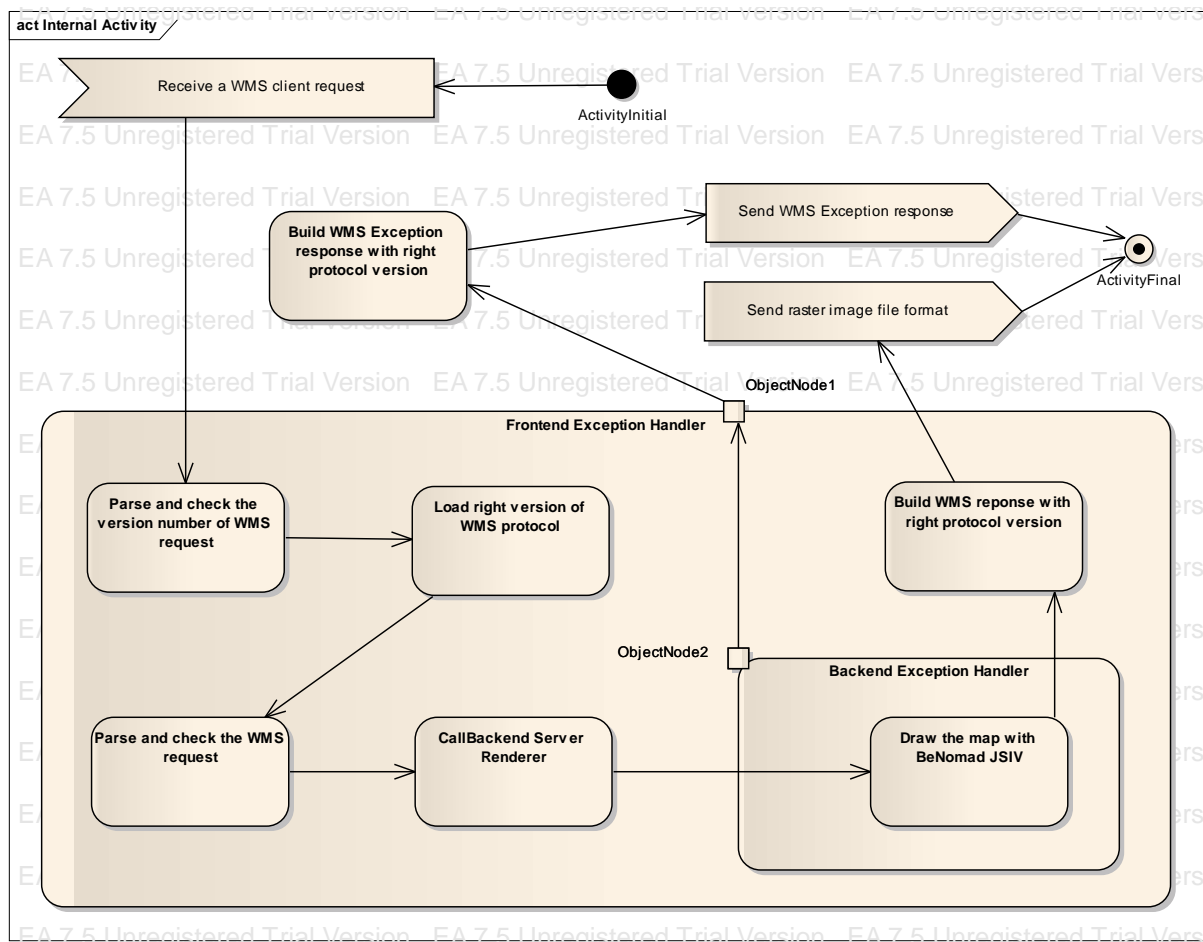 act Internal Activity
EA 7.5 Unregistered Trial Version
Receive a WMS client request
ActivityInitial
Build WMS Exception
response with right
protocol version
Send WMS Exception response
ActivityFinal
Send raster image file format
ObjectNode1
Frontend Exception Handler
Parse and check the
version number of WMS
request
Load right version of
WMS protocol
Build WMS reponse with
right protocol version
ObjectNode2
Backend Exception Handler
Parse and check the WMS
request
CallBackend Server
Renderer
Draw the map with
BeNomad JSIV